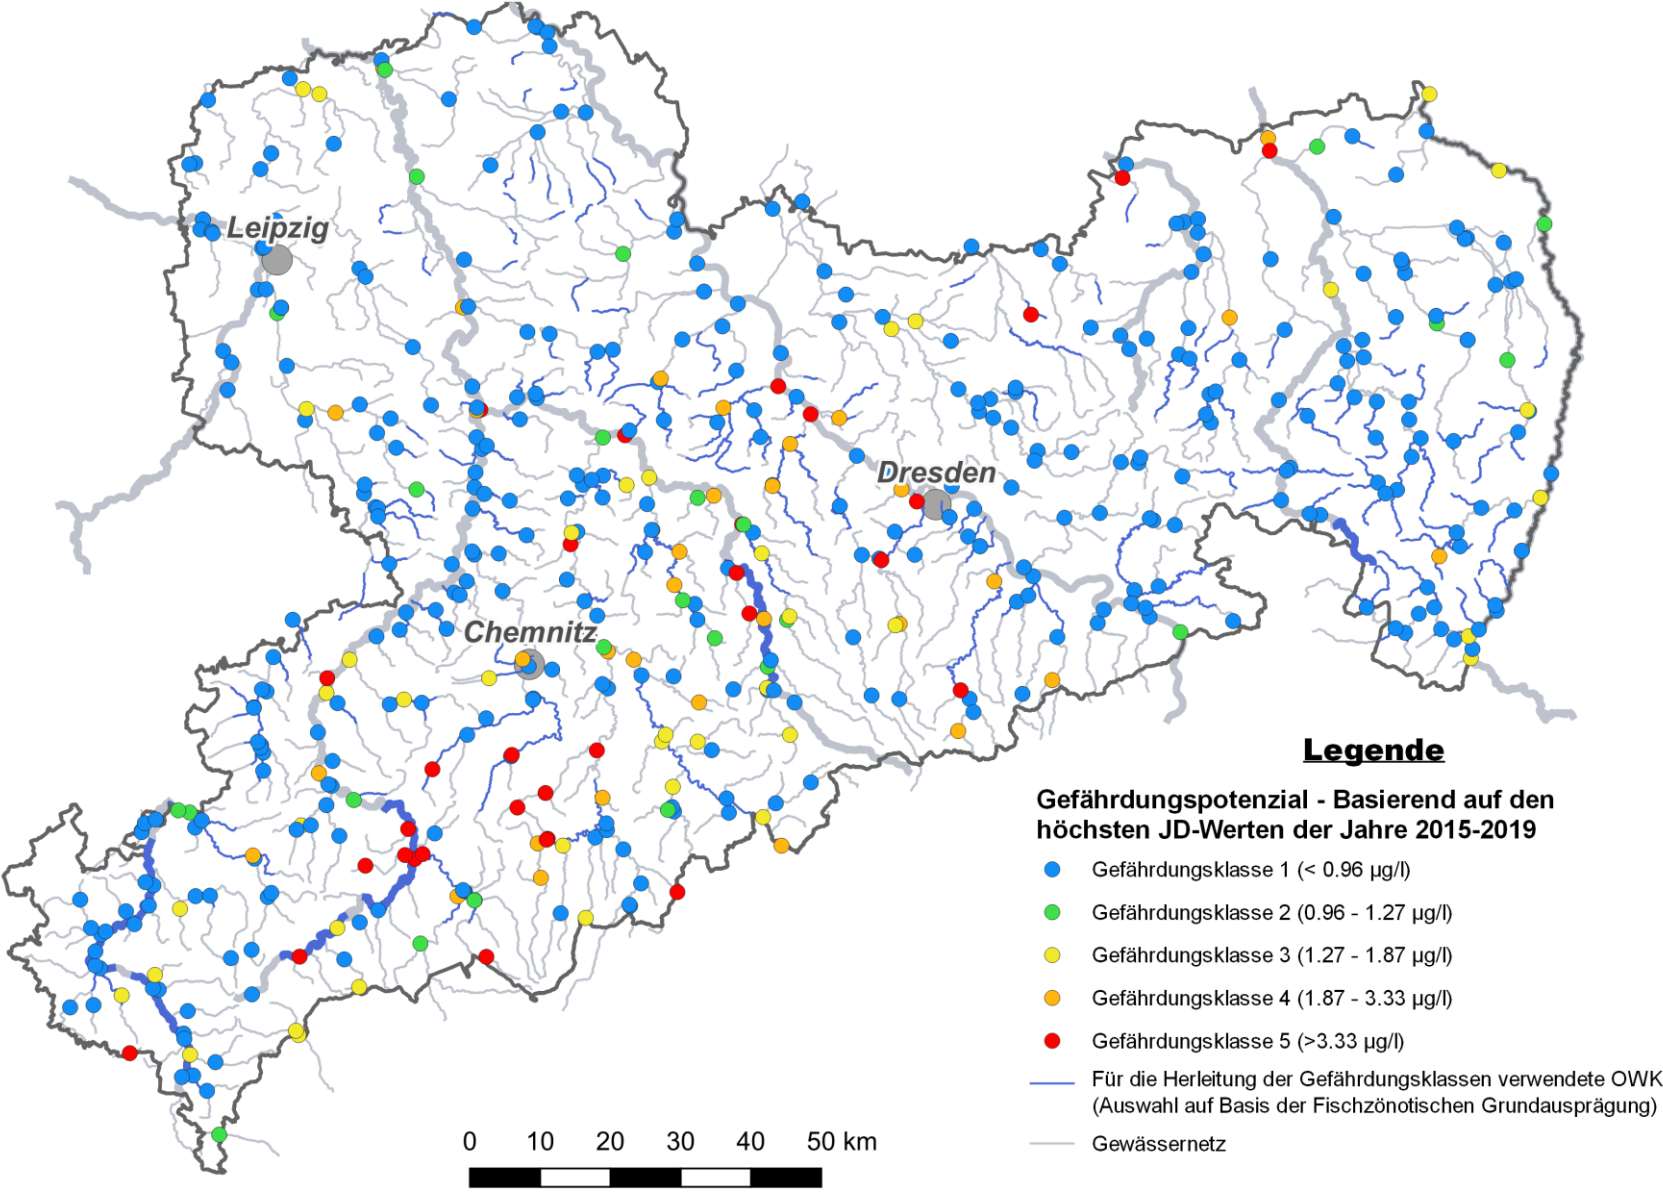 Leipzig
Dresden
Chemnitz
Legende
Gefährdungspotenzial - Basierend auf den
höchsten JD-Werten der Jahre 2015-2019
Gefährdungsklasse 1 (< 0.96 µg/l)
Gefährdungsklasse 2 (0.96 - 1.27 µg/l)
Gefährdungsklasse 3 (1.27 - 1.87 µg/l)
Gefährdungsklasse 4 (1.87 - 3.33 µg/l)
Gefährdungsklasse 5 (>3.33 µg/l)
Für die Herleitung der Gefährdungsklassen verwendete OWK
(Auswahl auf Basis der Fischzönotischen Grundausprägung)
Gewässernetz
0 10 20 30 40 50 km